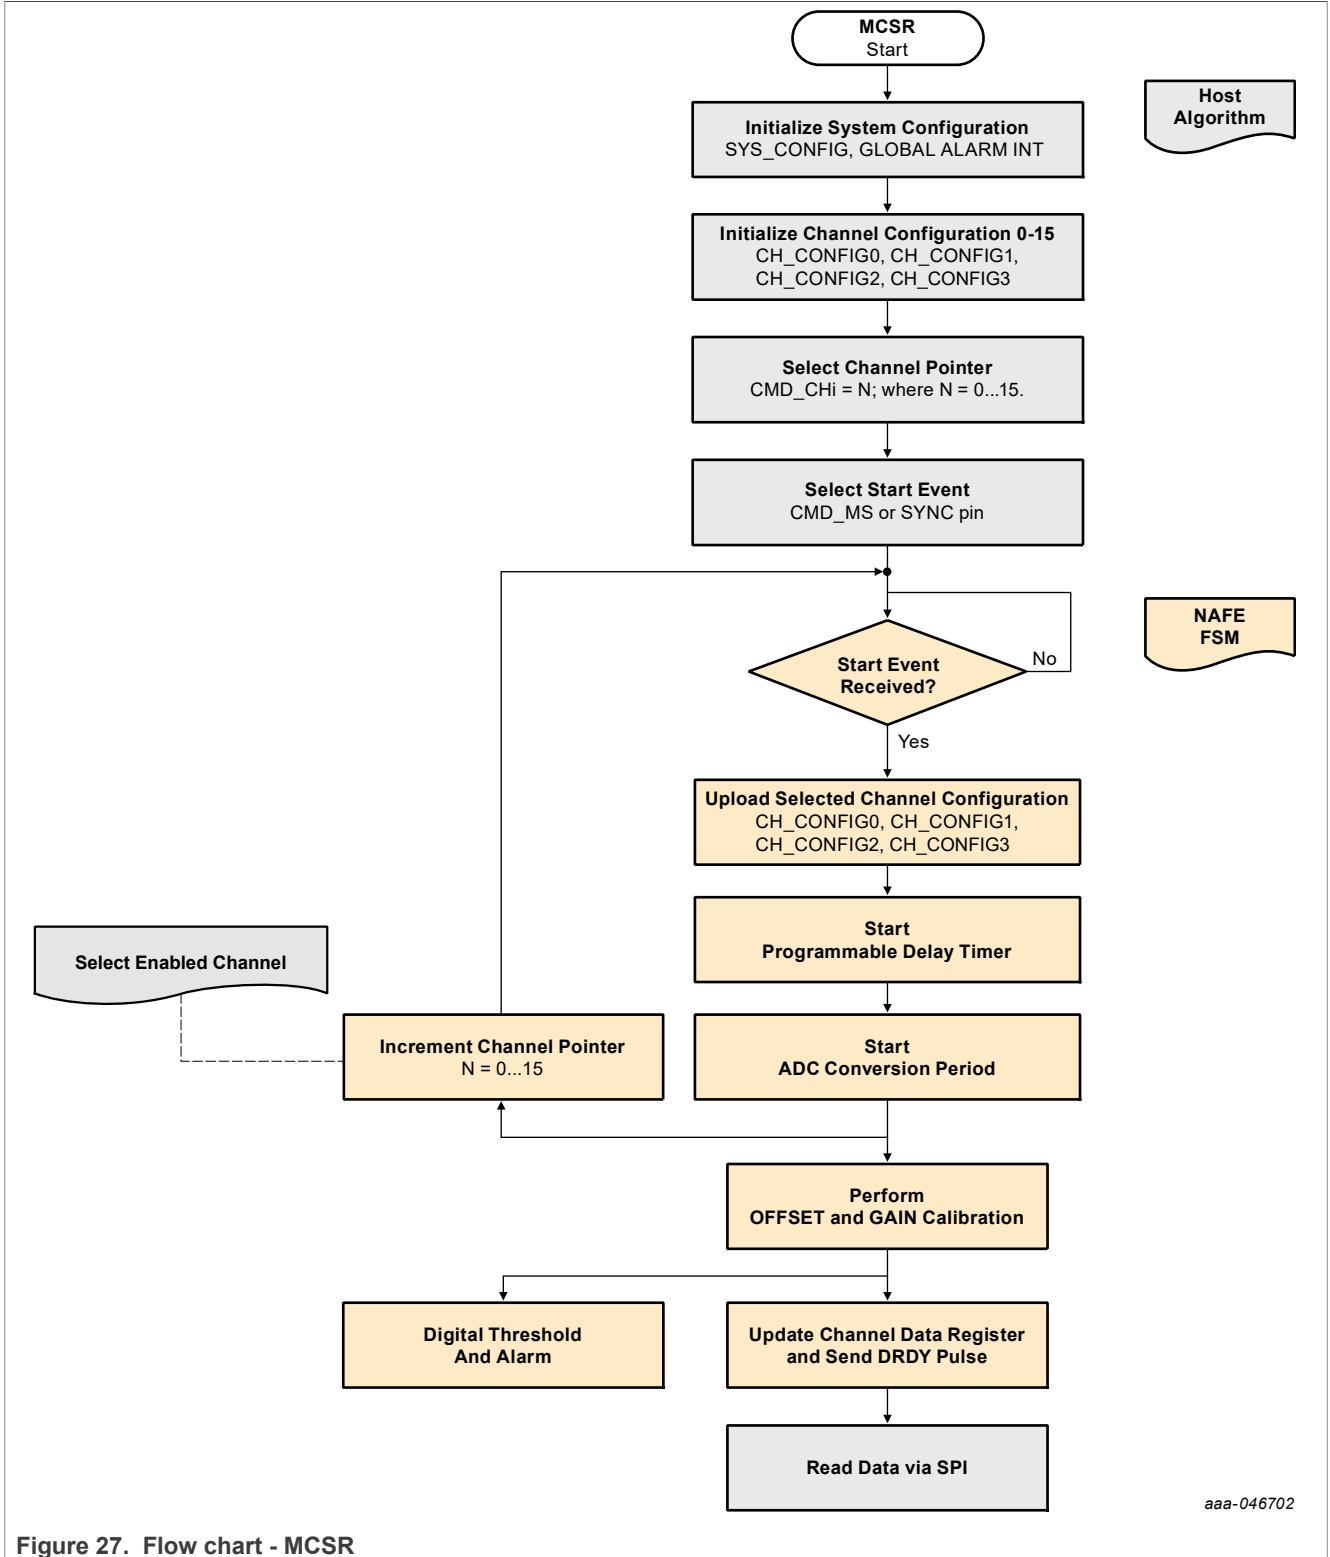 MCSR
Start
Host
Algorithm
Initialize System Configuration
SYS_CONFIG, GLOBAL ALARM INT
Initialize Channel Configuration 0-15
CH_CONFIG0, CH_CONFIG1,
CH_CONFIG2, CH_CONFIG3
Select Channel Pointer
CMD_CHi = N; where N = 0...15.
Select Start Event
CMD_MS or SYNC pin
NAFE
FSM
Start Event
Received?
No
Yes
Upload Selected Channel Configuration
CH_CONFIG0, CH_CONFIG1,
CH_CONFIG2, CH_CONFIG3
Start
Programmable Delay Timer
Select Enabled Channel
Increment Channel Pointer
N = 0...15
Start
ADC Conversion Period
Perform
OFFSET and GAIN Calibration
Digital Threshold
And Alarm
Update Channel Data Register
and Send DRDY Pulse
Read Data via SPI
aaa-046702
Figure 27. Flow chart - MCSR